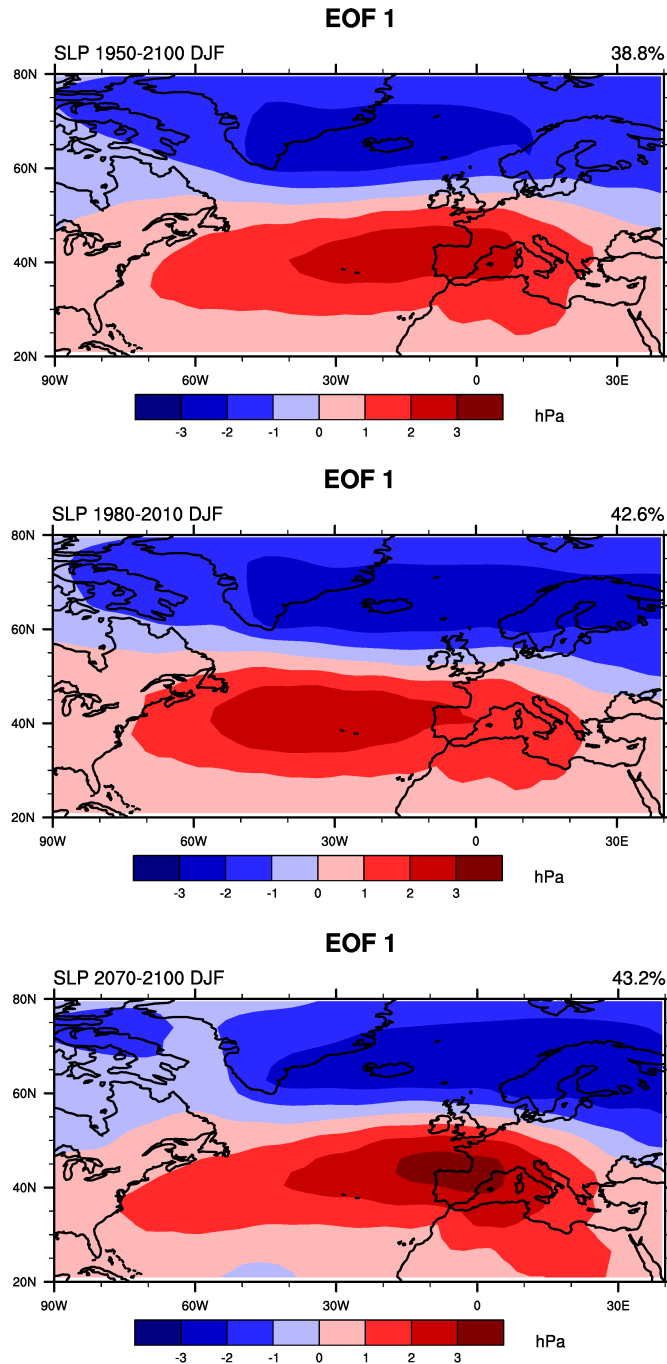 EOF 1
SLP 1950-2100 DJF 38.8%
80N
60N
40N
20N
90W 60W 30W 0 30E
-3 -2 -1 0 1 2 3 hPa
EOF 1
SLP 1980-2010 DJF 42.6%
80N
60N
40N
20N
90W 60W 30W 0 30E
-3 -2 -1 0 1 2 3 hPa
EOF 1
SLP 2070-2100 DJF 43.2%
80N
60N
40N
20N
90W 60W 30W 0 30E
-3 -2 -1 0 1 2 3 hPa